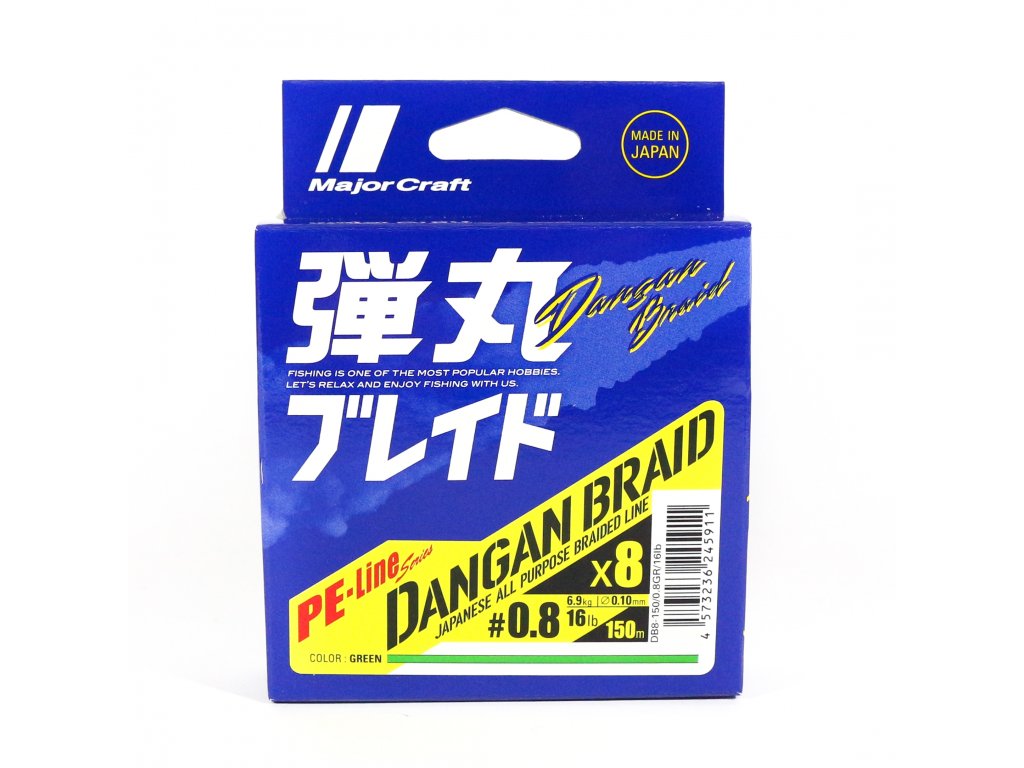 Major Craft
MADE IN
JAPAN
弾丸
Dangan
Braid
FISHING IS ONE OF THE MOST POPULAR HOBBIES.
LET'S RELAX AND ENJOY FISHING WITH US.
ブレイド
PE-Line Series
DANGAN BRAID
JAPANESE ALL PURPOSE BRAIDED LINE
X8
#0.8
6.9kg
Ø0.10mm
16lb
150m
COLOR : GREEN
DB8-150/0.8GR/16lb
4 573236 245911